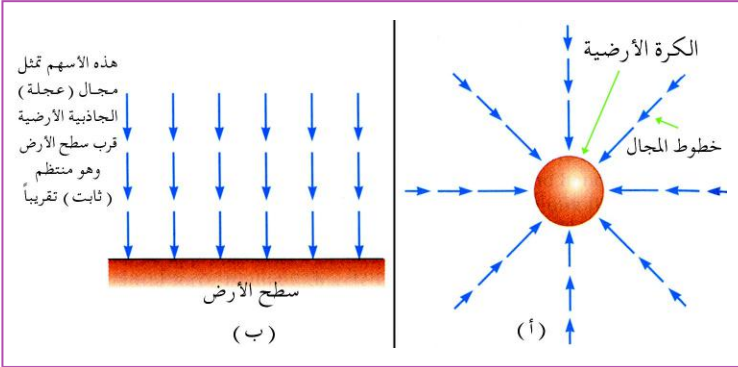 الكرة الأرضية
خطوط المجال
(أ)
هذه الأسهم تمثل
مجال (عجلة)
الجاذبية الأرضية
قرب سطح الأرض
وهو منتظم
(ثابت) تقريباً
سطح الأرض
(ب)